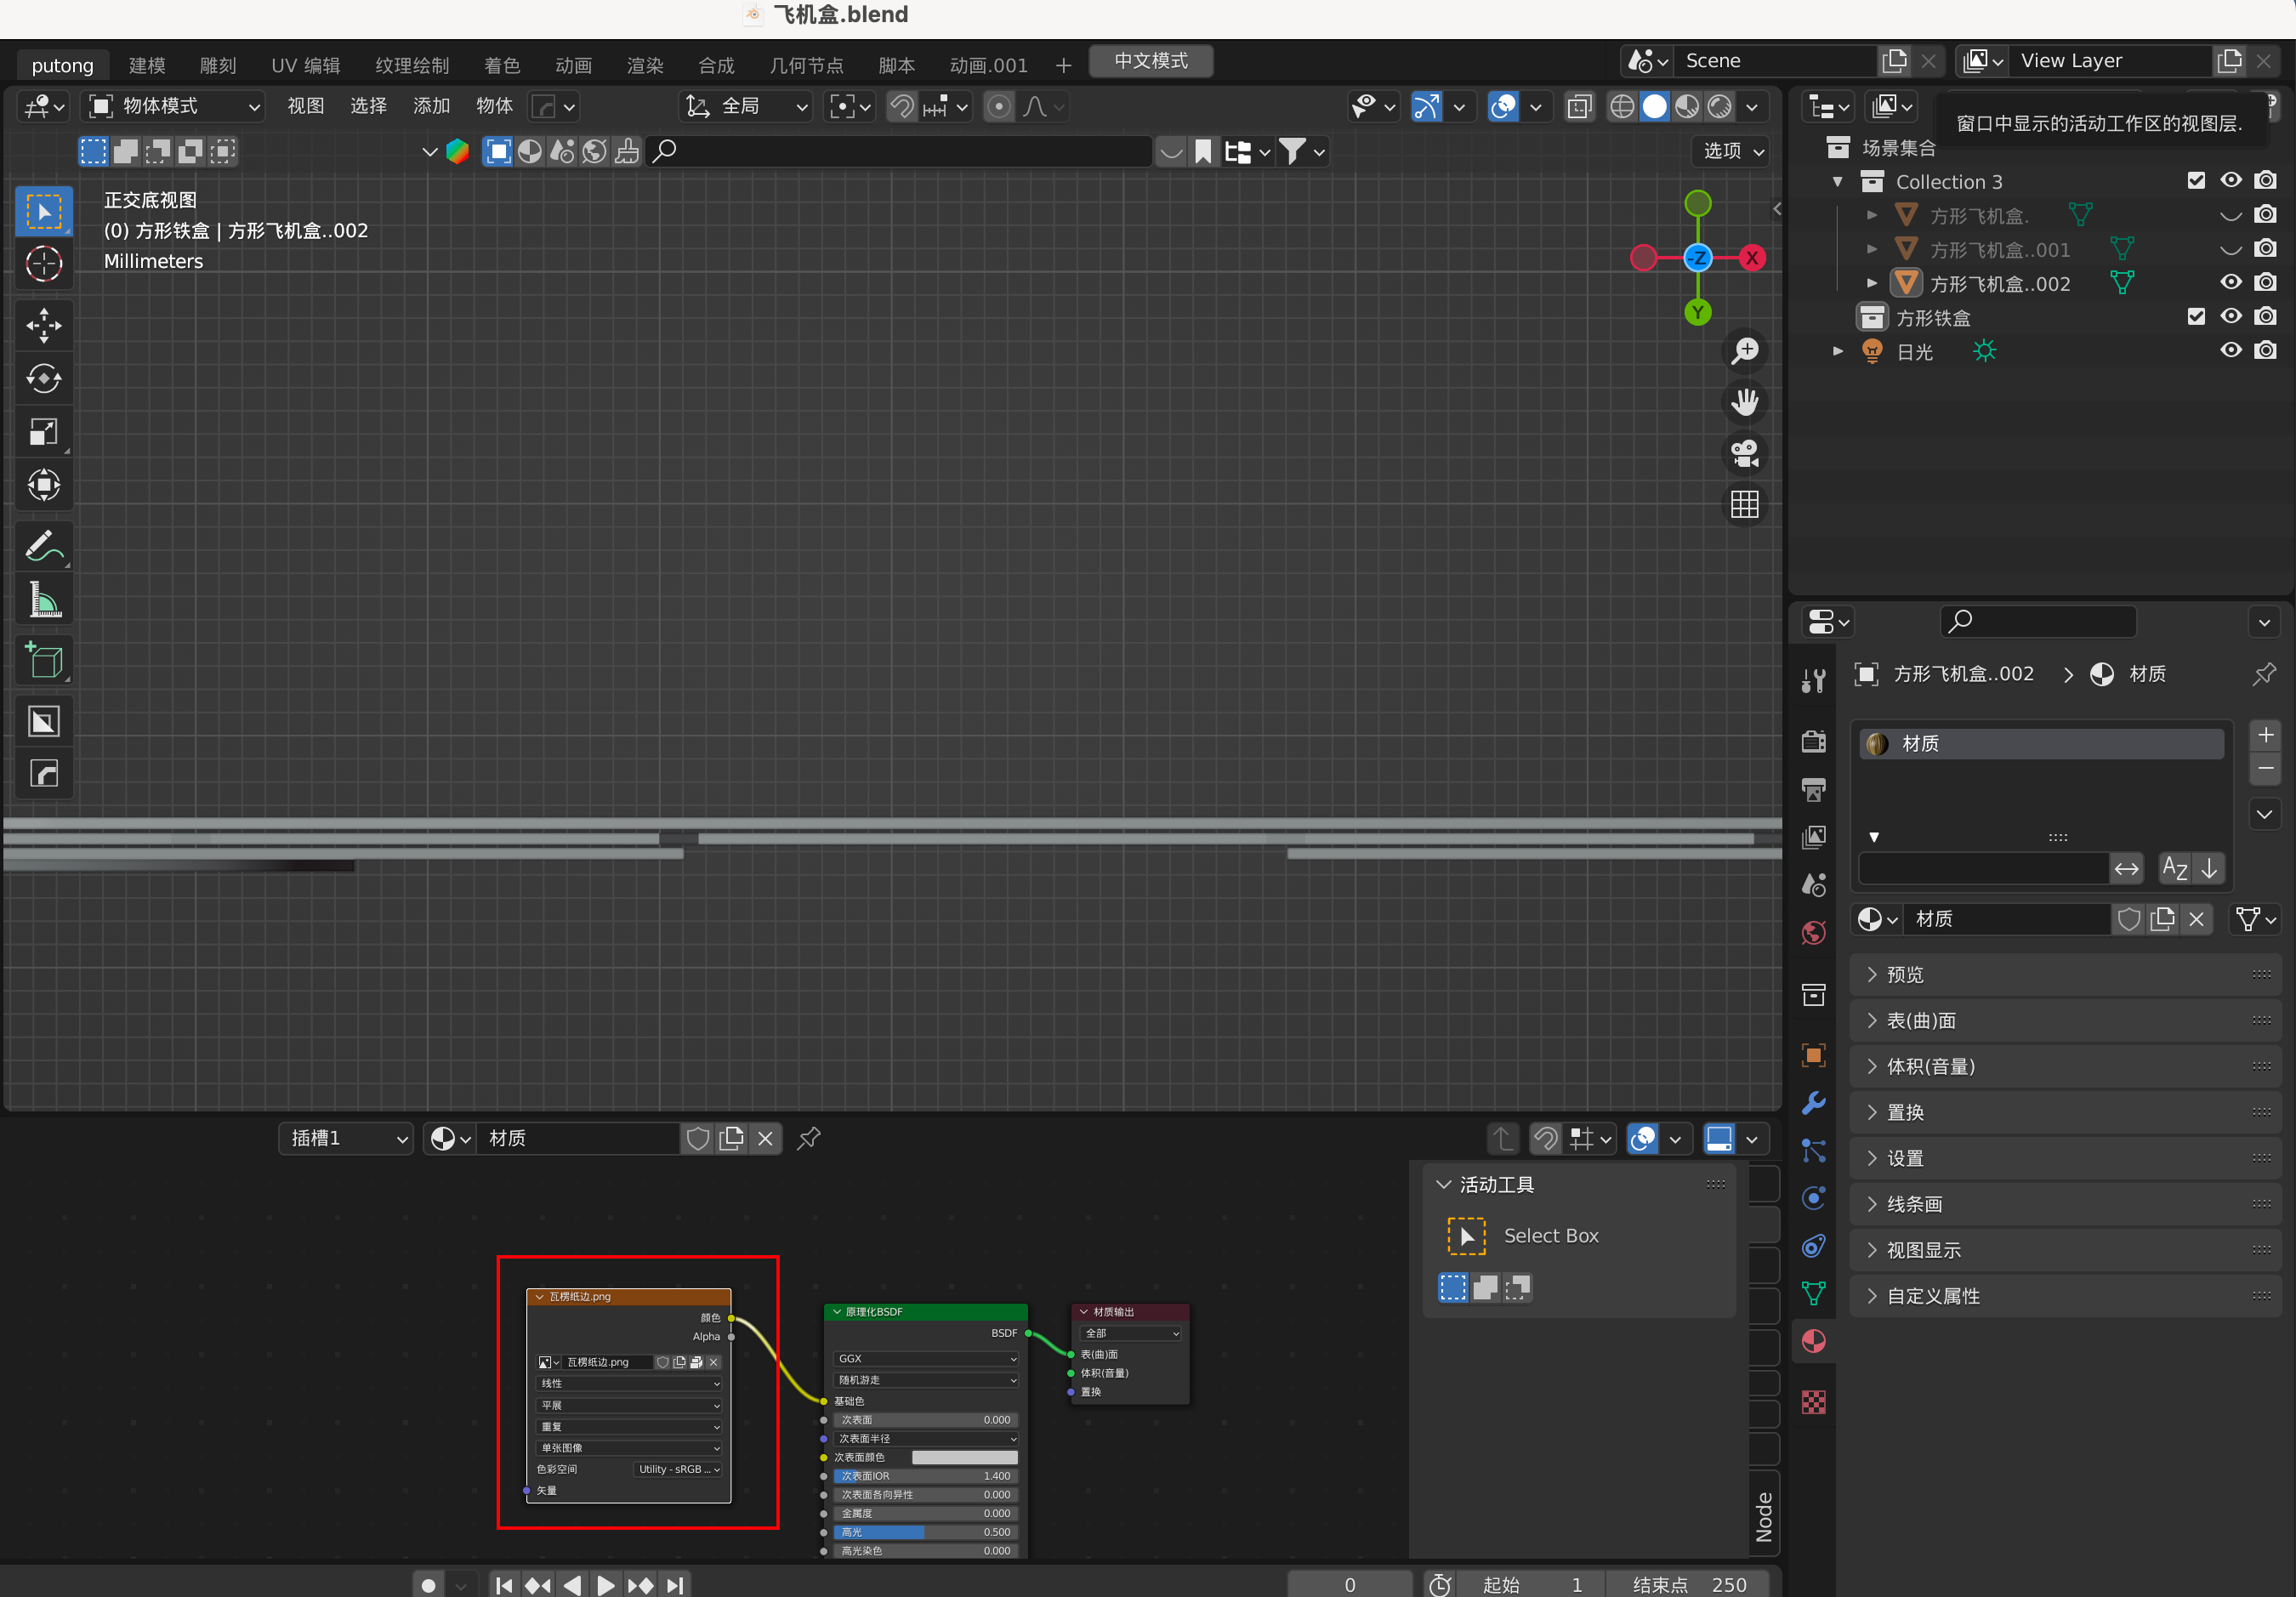 飞机盒.blend
putong 建模 雕刻 UV 编辑 纹理绘制 着色 动画 渲染 合成 几何节点 脚本 动画.001 + 中文模式
Scene View Layer
物体模式 视图 选择 添加 物体 全局
窗口中显示的活动工作区的视图层.
选项
正交底视图
(0) 方形铁盒 | 方形飞机盒..002
Millimeters
-Z X
Y
场景集合
Collection 3
方形飞机盒.
方形飞机盒..001
方形飞机盒..002
方形铁盒
日光
方形飞机盒..002 > 材质
材质
AZ
材质
预览
表(曲)面
体积(音量)
置换
设置
线条画
视图显示
自定义属性
插槽1 材质
活动工具
Select Box
Node
瓦楞纸边.png
颜色
Alpha
瓦楞纸边.png
线性
平展
重复
单张图像
色彩空间 Utility - sRGB ...
矢量
原理化BSDF
BSDF
GGX
随机游走
基础色
次表面 0.000
次表面半径
次表面颜色
次表面IOR 1.400
次表面各向异性 0.000
金属度 0.000
高光 0.500
高光染色 0.000
材质输出
全部
表(曲)面
体积(音量)
置换
0 起始 1 结束点 250